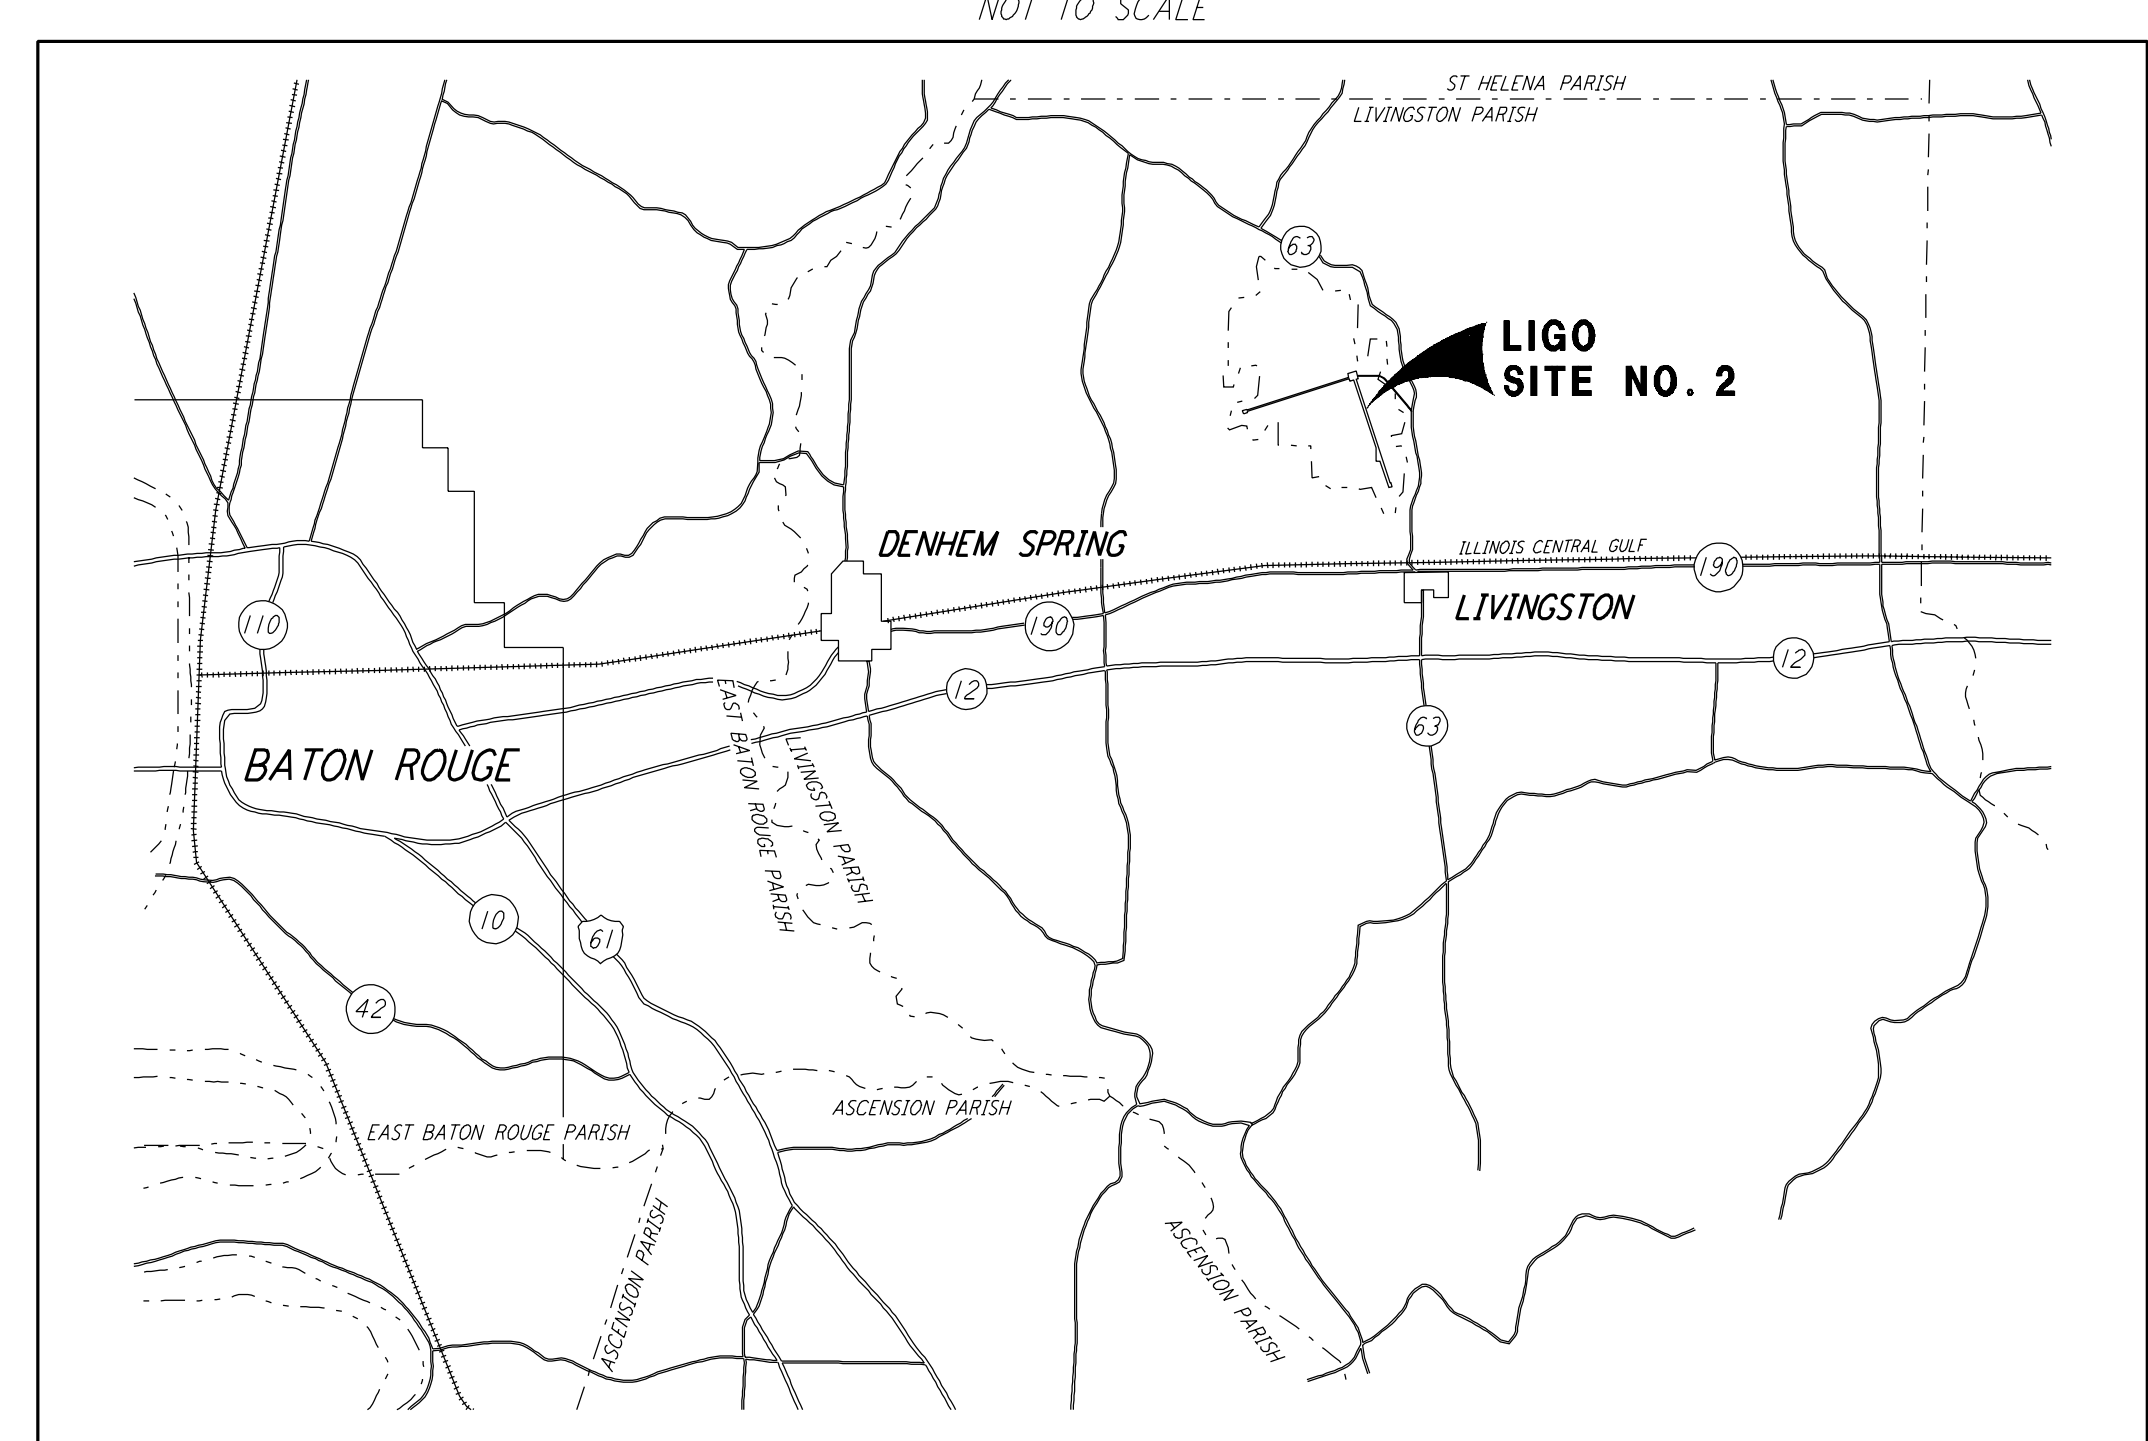 NOT TO SCALE
ST HELENA PARISH
LIVINGSTON PARISH
63
LIGO
SITE NO. 2
DENHEM SPRING
ILLINOIS CENTRAL GULF
190
LIVINGSTON
110
190
12
12
63
BATON ROUGE
EAST BATON ROUGE PARISH
LIVINGSTON PARISH
10
61
42
ASCENSION PARISH
EAST BATON ROUGE PARISH
ASCENSION PARISH
ASCENSION PARISH